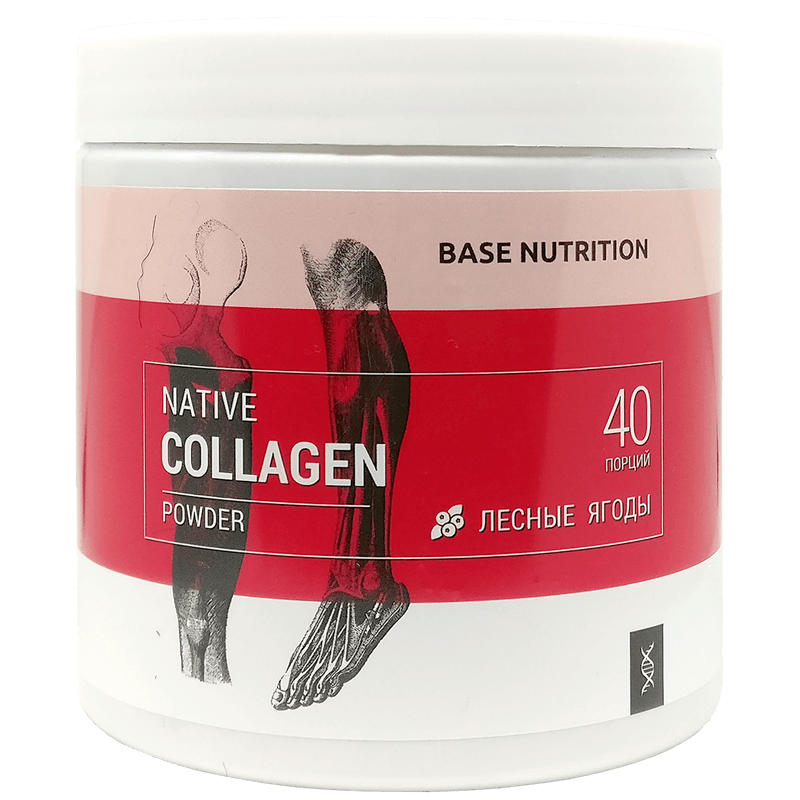 BASE NUTRITION
NATIVE
COLLAGEN
POWDER
40
ПОРЦИЙ
ЛЕСНЫЕ ЯГОДЫ